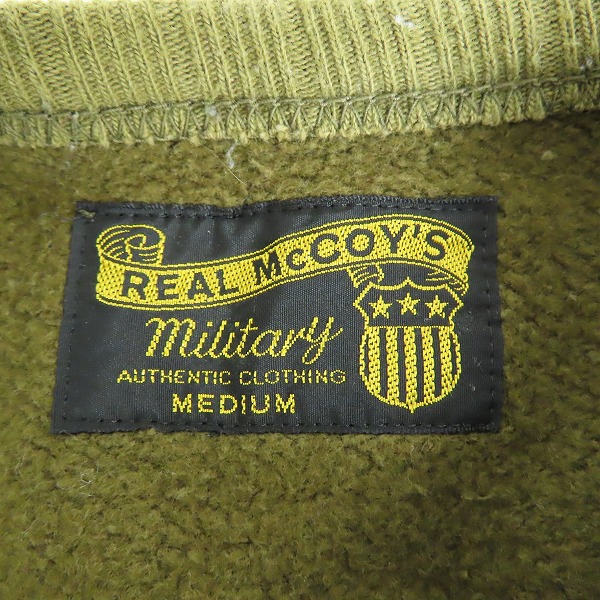 REAL McCOY'S
Military
AUTHENTIC CLOTHING
MEDIUM